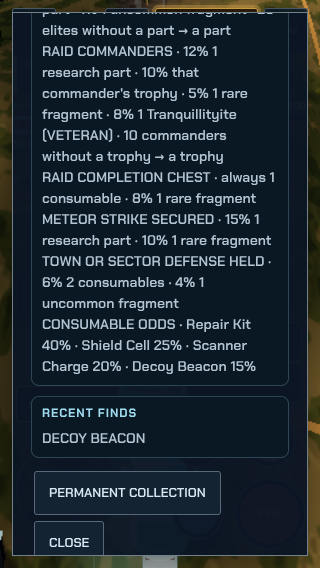 elites without a part → a part
RAID COMMANDERS · 12% 1
research part · 10% that
commander's trophy · 5% 1 rare
fragment · 8% 1 Tranquillityite
(VETERAN) · 10 commanders
without a trophy → a trophy
RAID COMPLETION CHEST · always 1
consumable · 8% 1 rare fragment
METEOR STRIKE SECURED · 15% 1
research part · 10% 1 rare fragment
TOWN OR SECTOR DEFENSE HELD ·
6% 2 consumables · 4% 1
uncommon fragment
CONSUMABLE ODDS · Repair Kit
40% · Shield Cell 25% · Scanner
Charge 20% · Decoy Beacon 15%
RECENT FINDS
DECOY BEACON
PERMANENT COLLECTION
CLOSE